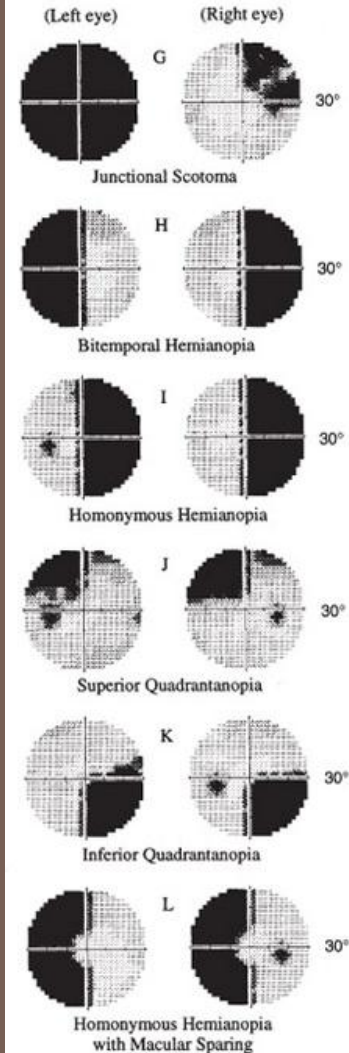 (Left eye) (Right eye)
G
30°
Junctional Scotoma
H
Bitemporal Hemianopia
I
30°
Homonymous Hemianopia
J
30°
Superior Quadrantanopia
K
30°
Inferior Quadrantanopia
L
30°
Homonymous Hemianopia
with Macular Sparing